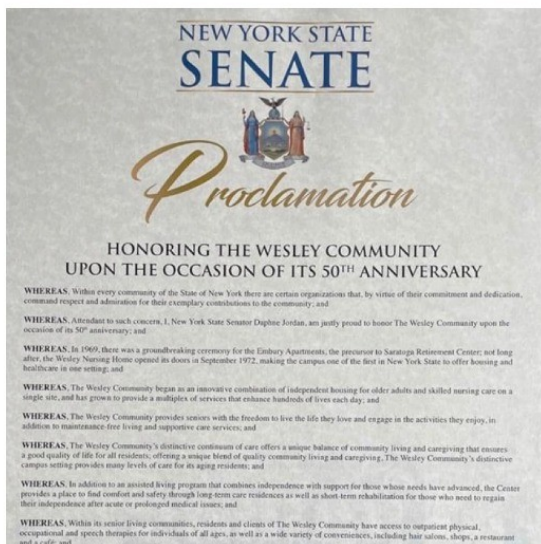 NEW YORK STATE
SENATE
Proclamation
HONORING THE WESLEY COMMUNITY
UPON THE OCCASION OF ITS 50TH ANNIVERSARY
WHEREAS, Within every community of the State of New York there are certain organizations that, by virtue of their commitment and dedication,
command respect and admiration for their exemplary contributions to the community; and
WHEREAS, Attendant to such concern, I, New York State Senator Daphne Jordan, am justly proud to honor The Wesley Community upon the
occasion of its 50th anniversary; and
WHEREAS, In 1969, there was a groundbreaking ceremony for the Embury Apartments, the precursor to Saratoga Retirement Center; not long
after, the Wesley Nursing Home opened its doors in September 1972, making the campus one of the first in New York State to offer housing and
healthcare in one setting; and
WHEREAS, The Wesley Community began as an innovative combination of independent housing for older adults and skilled nursing care on a
single site, and has grown to provide a multiplex of services that enhance hundreds of lives each day; and
WHEREAS, The Wesley Community provides seniors with the freedom to live the life they love and engage in the activities they enjoy, in
addition to maintenance-free living and supportive care services; and
WHEREAS, The Wesley Community's distinctive continuum of care offers a unique balance of community living and caregiving that ensures
a good quality of life for all residents; offering a unique blend of quality community living and caregiving, The Wesley Community's distinctive
campus setting provides many levels of care for its aging residents; and
WHEREAS, In addition to an assisted living program that combines independence with support for those whose needs have advanced, the Center
provides a place to find comfort and safety through long-term care residences as well as short-term rehabilitation for those who need to regain
their independence after acute or prolonged medical issues; and
WHEREAS, Within its senior living communities, residents and clients of The Wesley Community have access to outpatient physical,
occupational and speech therapies for individuals of all ages, as well as a wide variety of conveniences, including hair salons, shops, a restaurant
and a café; and